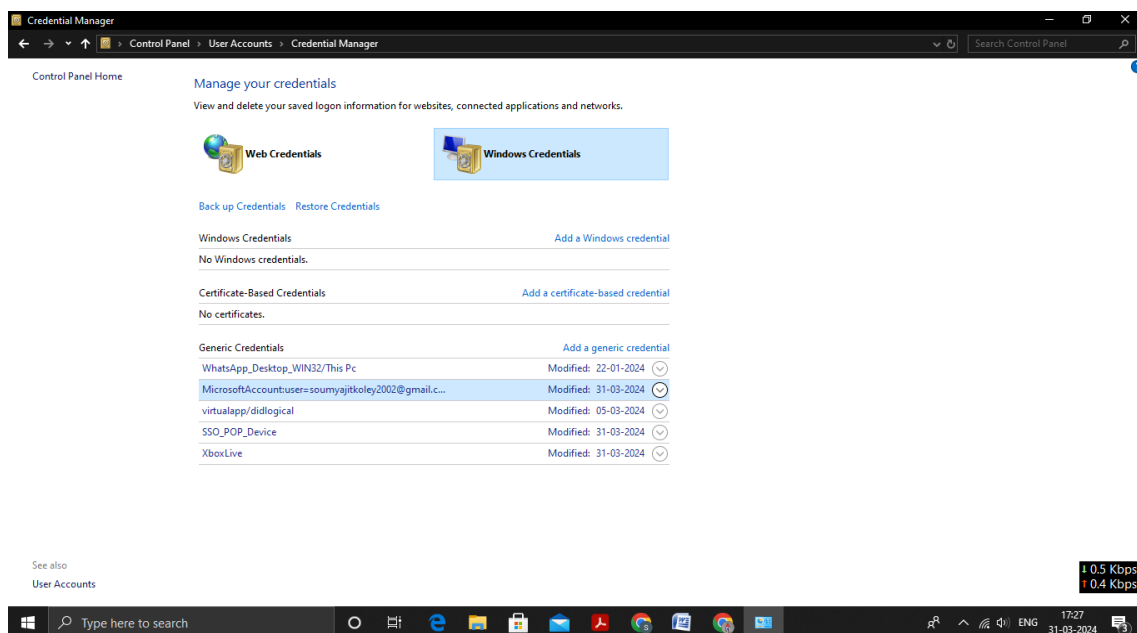 Credential Manager
Control Panel > User Accounts > Credential Manager
Search Control Panel
Control Panel Home
Manage your credentials
View and delete your saved logon information for websites, connected applications and networks.
Web Credentials
Windows Credentials
Back up Credentials Restore Credentials
Windows Credentials Add a Windows credential
No Windows credentials.
Certificate-Based Credentials Add a certificate-based credential
No certificates.
Generic Credentials Add a generic credential
WhatsApp_Desktop_WIN32/This Pc Modified: 22-01-2024
MicrosoftAccount:user=soumyajitkoley2002@gmail.c... Modified: 31-03-2024
virtualapp/didlogical Modified: 05-03-2024
SSO_POP_Device Modified: 31-03-2024
XboxLive Modified: 31-03-2024
See also
User Accounts
0.5 Kbps
0.4 Kbps
Type here to search
ENG
17:27
31-03-2024
3